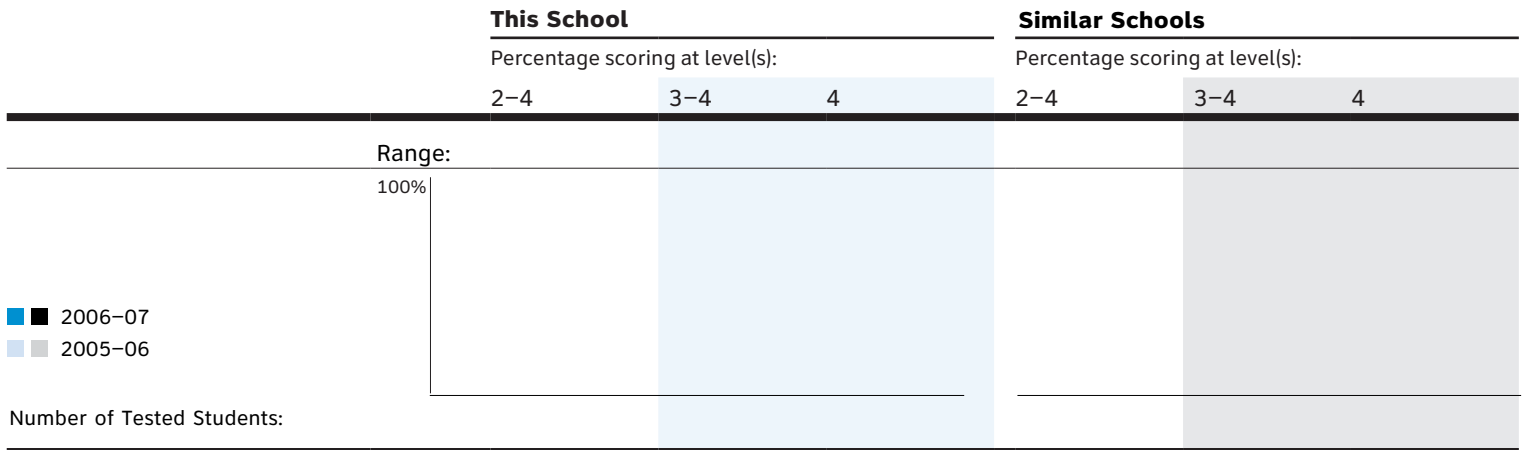 This School Similar Schools
Percentage scoring at level(s): Percentage scoring at level(s):
2–4 3–4 4 2–4 3–4 4
Range:
100%
2006–07
2005–06
Number of Tested Students: